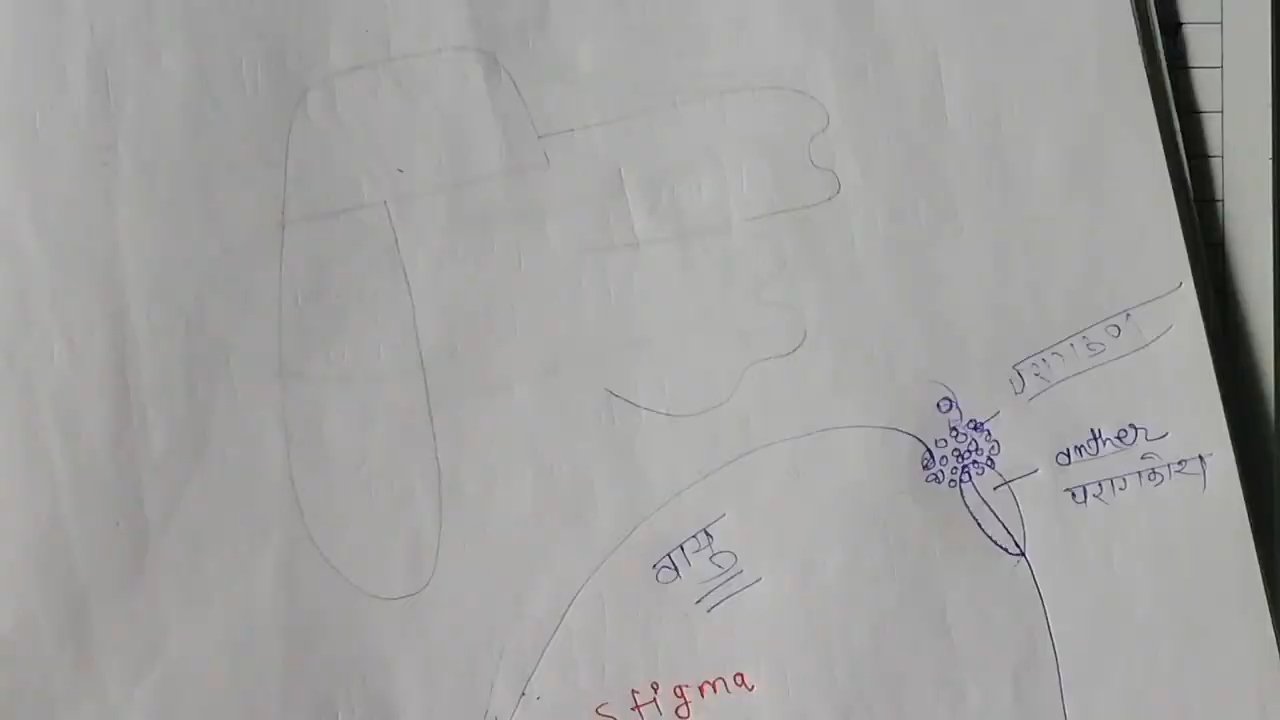 परागकण
anther
परागकोश
वायु
stigma